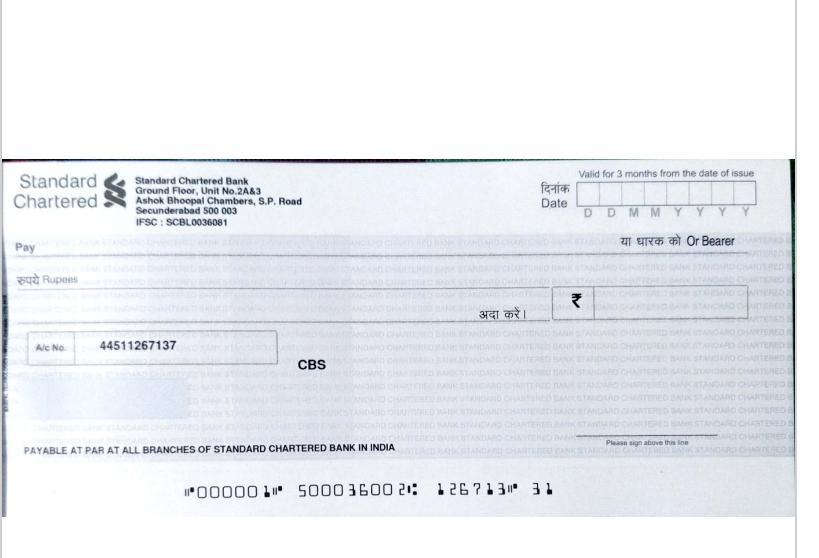 Standard Chartered
Standard Chartered Bank
Ground Floor, Unit No.2A&3
Ashok Bhoopal Chambers, S.P. Road
Secunderabad 500 003
IFSC : SCBL0036081
Valid for 3 months from the date of issue
दिनांक
Date
D D M M Y Y Y Y
Pay
या धारक को Or Bearer
रुपये Rupees
अदा करें।
₹
A/c No. 44511267137
CBS
Please sign above this line
PAYABLE AT PAR AT ALL BRANCHES OF STANDARD CHARTERED BANK IN INDIA
⑈000001⑈ 500036002⑆ 126713⑈ 31